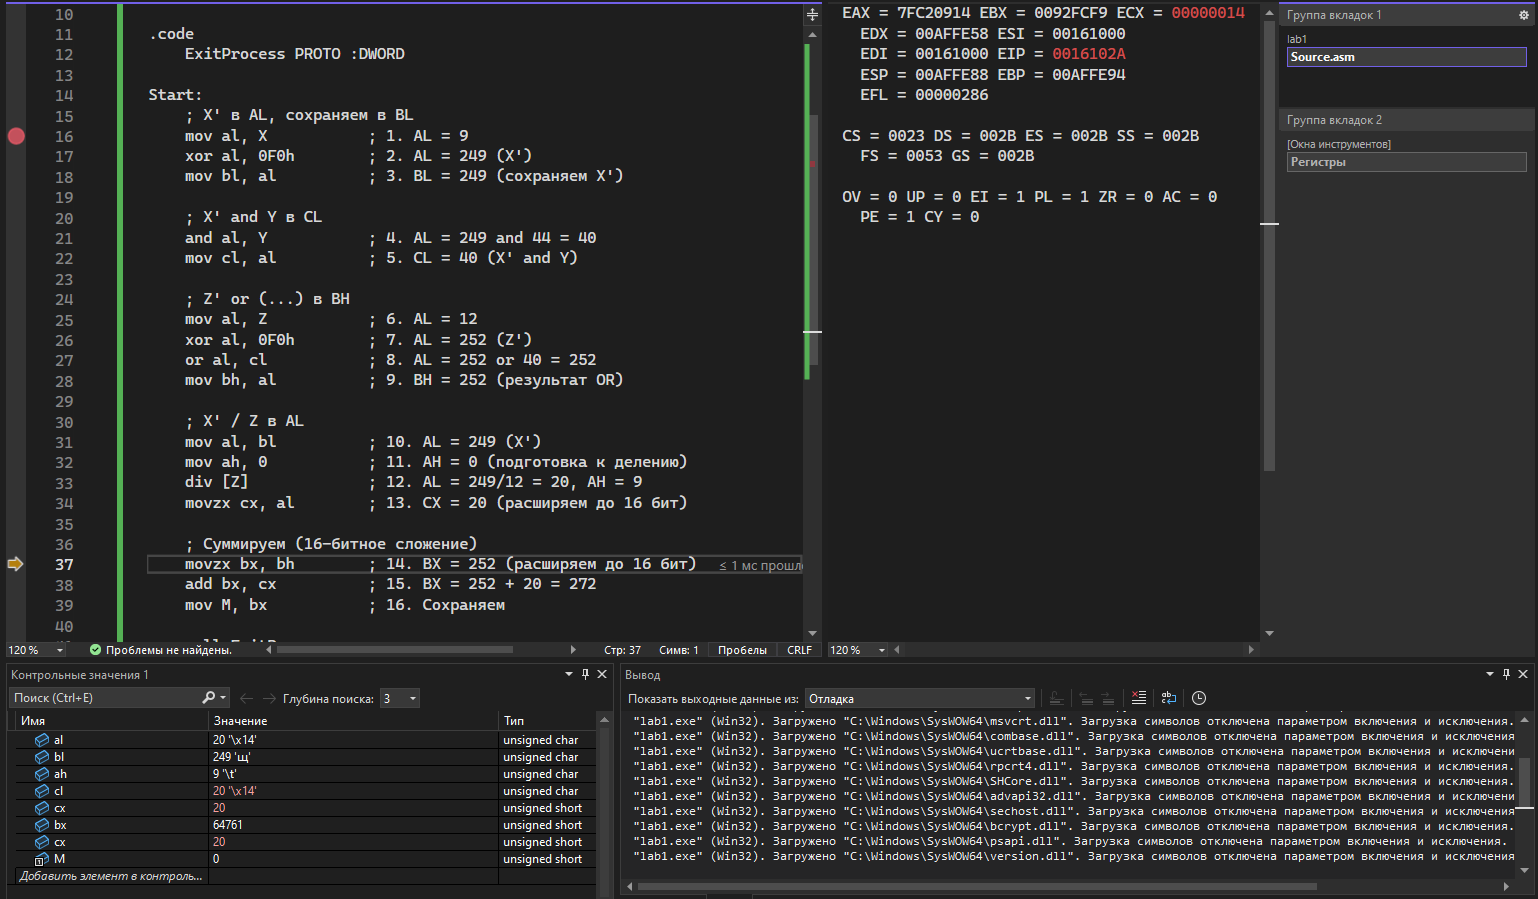 10
11 .code
12 ExitProcess PROTO :DWORD
13
14 Start:
15 ; X' в AL, сохраняем в BL
16 mov al, X ; 1. AL = 9
17 xor al, 0F0h ; 2. AL = 249 (X')
18 mov bl, al ; 3. BL = 249 (сохраняем X')
19
20 ; X' and Y в CL
21 and al, Y ; 4. AL = 249 and 44 = 40
22 mov cl, al ; 5. CL = 40 (X' and Y)
23
24 ; Z' or (...) в BH
25 mov al, Z ; 6. AL = 12
26 xor al, 0F0h ; 7. AL = 252 (Z')
27 or al, cl ; 8. AL = 252 or 40 = 252
28 mov bh, al ; 9. BH = 252 (результат OR)
29
30 ; X' / Z в AL
31 mov al, bl ; 10. AL = 249 (X')
32 mov ah, 0 ; 11. AH = 0 (подготовка к делению)
33 div [Z] ; 12. AL = 249/12 = 20, AH = 9
34 movzx cx, al ; 13. CX = 20 (расширяем до 16 бит)
35
36 ; Суммируем (16-битное сложение)
37 movzx bx, bh ; 14. BX = 252 (расширяем до 16 бит) ≤ 1 мс прошло
38 add bx, cx ; 15. BX = 252 + 20 = 272
39 mov M, bx ; 16. Сохраняем
40
120 % Проблемы не найдены. Стр: 37 Симв: 1 Пробелы CRLF
EAX = 7FC20914 EBX = 0092FCF9 ECX = 00000014
EDX = 00AFFE58 ESI = 00161000
EDI = 00161000 EIP = 0016102A
ESP = 00AFFE88 EBP = 00AFFE94
EFL = 00000286
CS = 0023 DS = 002B ES = 002B SS = 002B
FS = 0053 GS = 002B
OV = 0 UP = 0 EI = 1 PL = 1 ZR = 0 AC = 0
PE = 1 CY = 0
120 %
Группа вкладок 1
lab1
Source.asm
Группа вкладок 2
[Окна инструментов]
Регистры
Контрольные значения 1
Поиск (Ctrl+E) Глубина поиска: 3
Имя Значение Тип
al 20 '\x14' unsigned char
bl 249 'щ' unsigned char
ah 9 '\t' unsigned char
cl 20 '\x14' unsigned char
cx 20 unsigned short
bx 64761 unsigned short
cx 20 unsigned short
M 0 unsigned short
Добавить элемент в контроль...
Вывод
Показать выходные данные из: Отладка
"lab1.exe" (Win32). Загружено "C:\Windows\SysWOW64\msvcrt.dll". Загрузка символов отключена параметром включения и исключения.
"lab1.exe" (Win32). Загружено "C:\Windows\SysWOW64\combase.dll". Загрузка символов отключена параметром включения и исключения
"lab1.exe" (Win32). Загружено "C:\Windows\SysWOW64\ucrtbase.dll". Загрузка символов отключена параметром включения и исключения
"lab1.exe" (Win32). Загружено "C:\Windows\SysWOW64\rpcrt4.dll". Загрузка символов отключена параметром включения и исключения.
"lab1.exe" (Win32). Загружено "C:\Windows\SysWOW64\SHCore.dll". Загрузка символов отключена параметром включения и исключения.
"lab1.exe" (Win32). Загружено "C:\Windows\SysWOW64\advapi32.dll". Загрузка символов отключена параметром включения и исключения
"lab1.exe" (Win32). Загружено "C:\Windows\SysWOW64\sechost.dll". Загрузка символов отключена параметром включения и исключения
"lab1.exe" (Win32). Загружено "C:\Windows\SysWOW64\bcrypt.dll". Загрузка символов отключена параметром включения и исключения.
"lab1.exe" (Win32). Загружено "C:\Windows\SysWOW64\psapi.dll". Загрузка символов отключена параметром включения и исключения.
"lab1.exe" (Win32). Загружено "C:\Windows\SysWOW64\version.dll". Загрузка символов отключена параметром включения и исключения